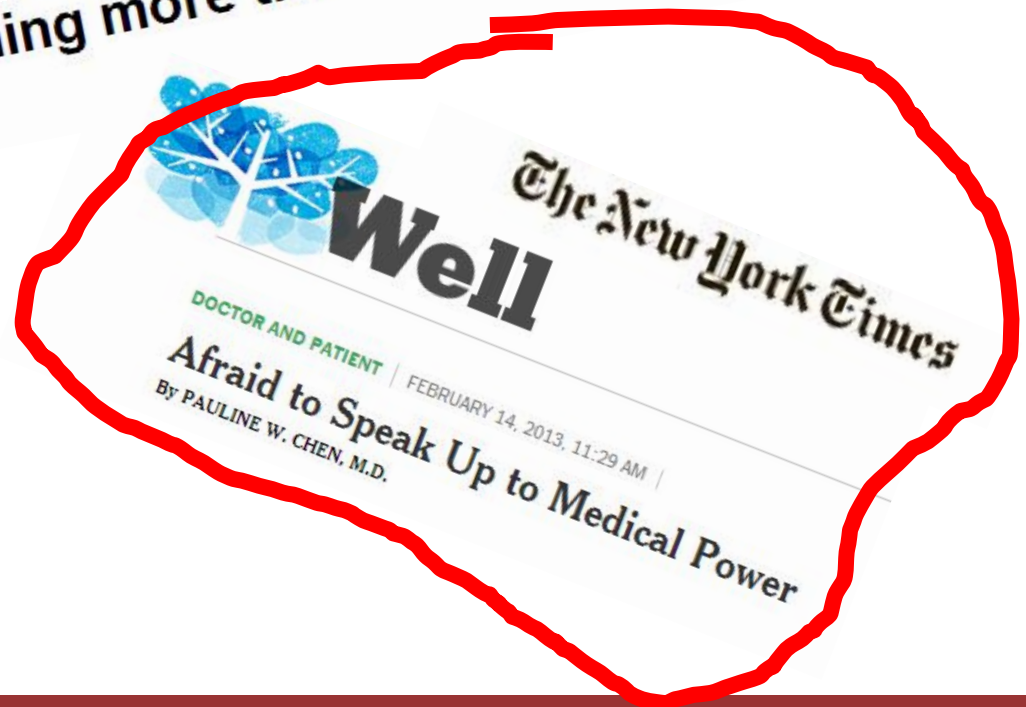 ing more
Well
The New York Times
DOCTOR AND PATIENT | FEBRUARY 14, 2013, 11:29 AM |
Afraid to Speak Up to Medical Power
By PAULINE W. CHEN, M.D.